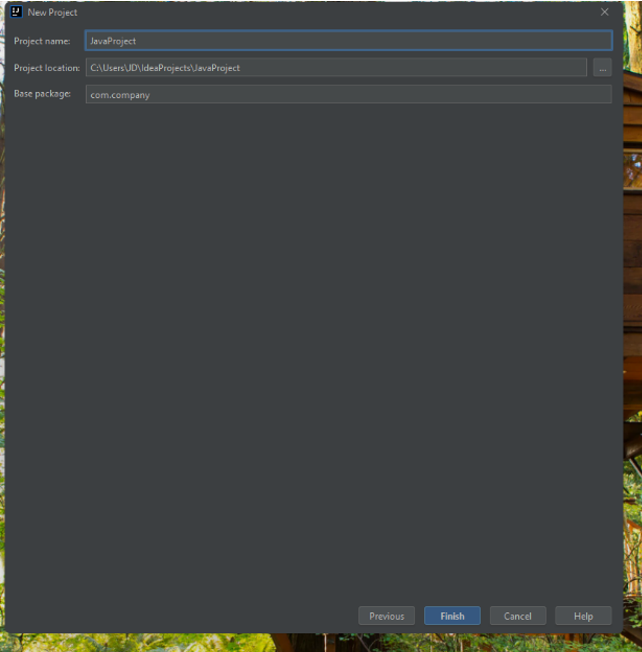 IJ New Project
Project name: JavaProject
Project location: C:\Users\JD\IdeaProjects\JavaProject ...
Base package: com.company
Previous Finish Cancel Help